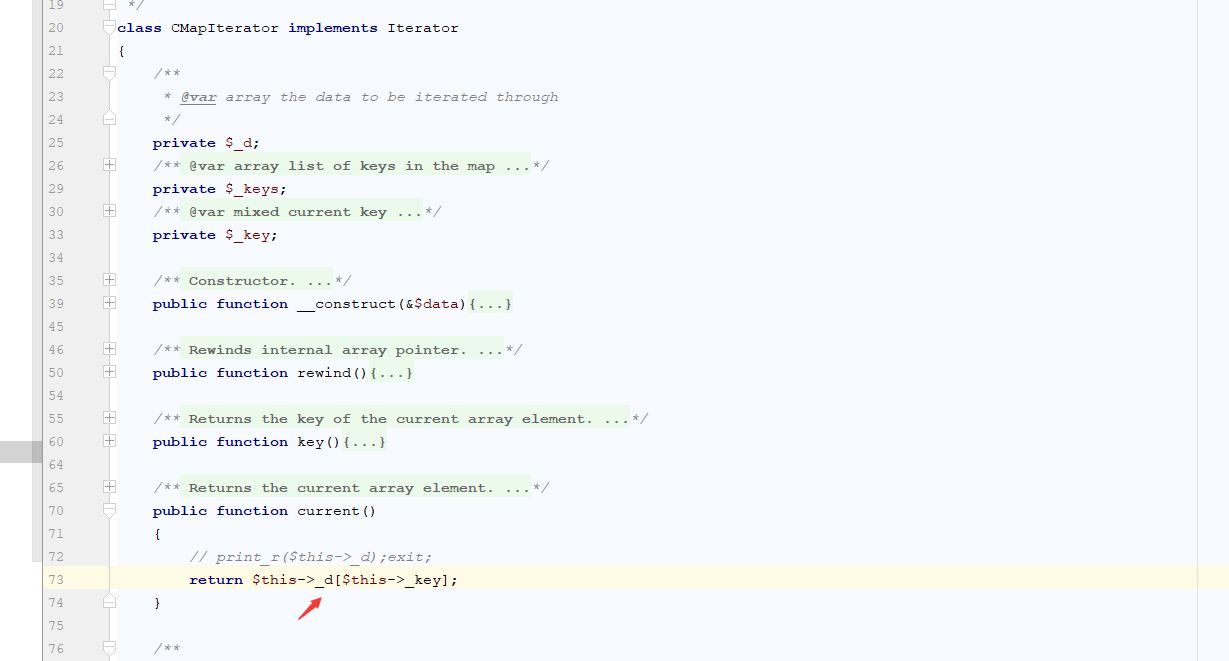 19 */
20 class CMapIterator implements Iterator
21 {
22 /**
23 * @var array the data to be iterated through
24 */
25 private $_d;
26 /** @var array list of keys in the map ...*/
29 private $_keys;
30 /** @var mixed current key ...*/
33 private $_key;
34
35 /** Constructor. ...*/
39 public function __construct(&$data){...}
45
46 /** Rewinds internal array pointer. ...*/
50 public function rewind(){...}
54
55 /** Returns the key of the current array element. ...*/
60 public function key(){...}
64
65 /** Returns the current array element. ...*/
70 public function current()
71 {
72 // print_r($this->_d);exit;
73 return $this->_d[$this->_key];
74 }
75
76 /**